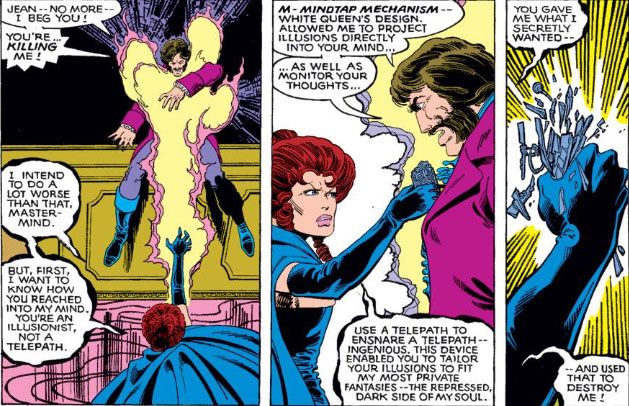 JEAN -- NO MORE --
I BEG YOU!
YOU'RE...
KILLING
ME!
I INTEND
TO DO A
LOT WORSE
THAN THAT,
MASTER-
MIND.
BUT, FIRST,
I WANT TO
KNOW HOW
YOU REACHED
INTO MY MIND.
YOU'RE AN
ILLUSIONIST,
NOT A
TELEPATH.
M-MINDTAP MECHANISM --
WHITE QUEEN'S DESIGN.
ALLOWED ME TO PROJECT
ILLUSIONS DIRECTLY
INTO YOUR MIND...
...AS WELL AS
MONITOR YOUR
THOUGHTS...
USE A TELEPATH TO
ENSNARE A TELEPATH --
INGENIOUS, THIS DEVICE
ENABLED YOU TO TAILOR
YOUR ILLUSIONS TO FIT
MY MOST PRIVATE
FANTASIES -- THE REPRESSED,
DARK SIDE OF MY SOUL.
YOU GAVE
ME WHAT I
SECRETLY
WANTED --
-- AND USED
THAT TO
DESTROY
ME!